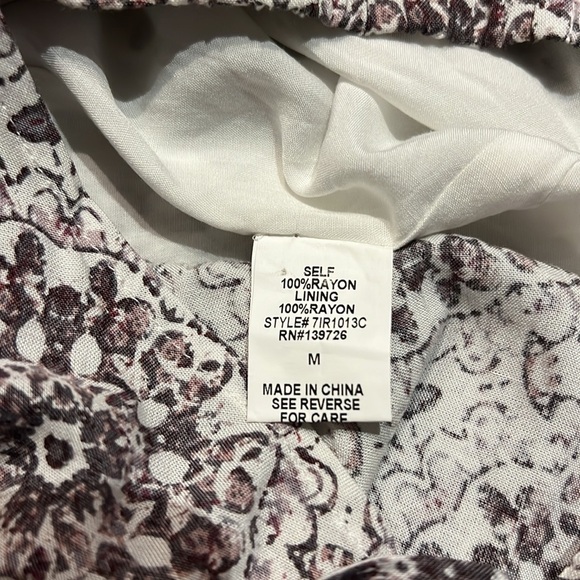 SELF
100%RAYON
LINING
100%RAYON
STYLE# 7IR1013C
RN#139726
M
MADE IN CHINA
SEE REVERSE
FOR CARE